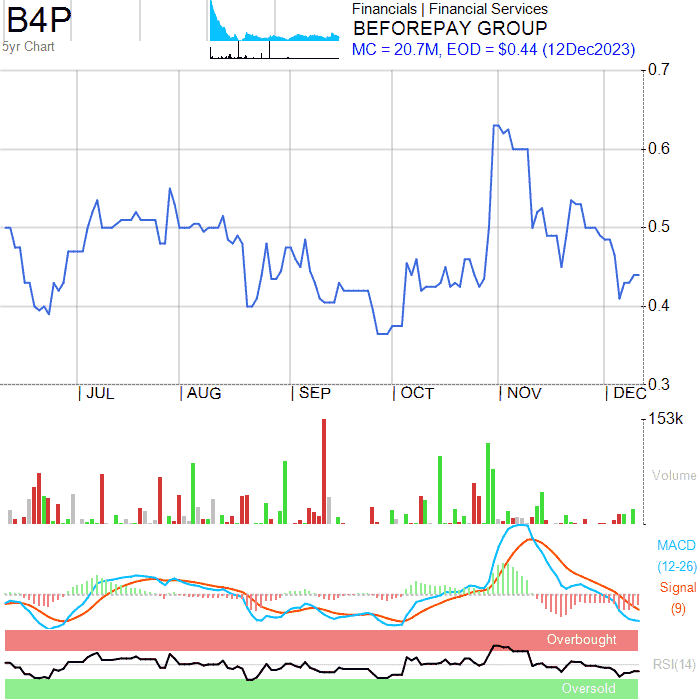 B4P
5yr Chart
Financials | Financial Services
BEFOREPAY GROUP
MC = 20.7M, EOD = $0.44 (12Dec2023)
0.7
0.6
0.5
0.4
0.3
| JUL | AUG | SEP | OCT | NOV | DEC
153k
Volume
MACD
(12-26)
Signal
(9)
Overbought
RSI(14)
Oversold